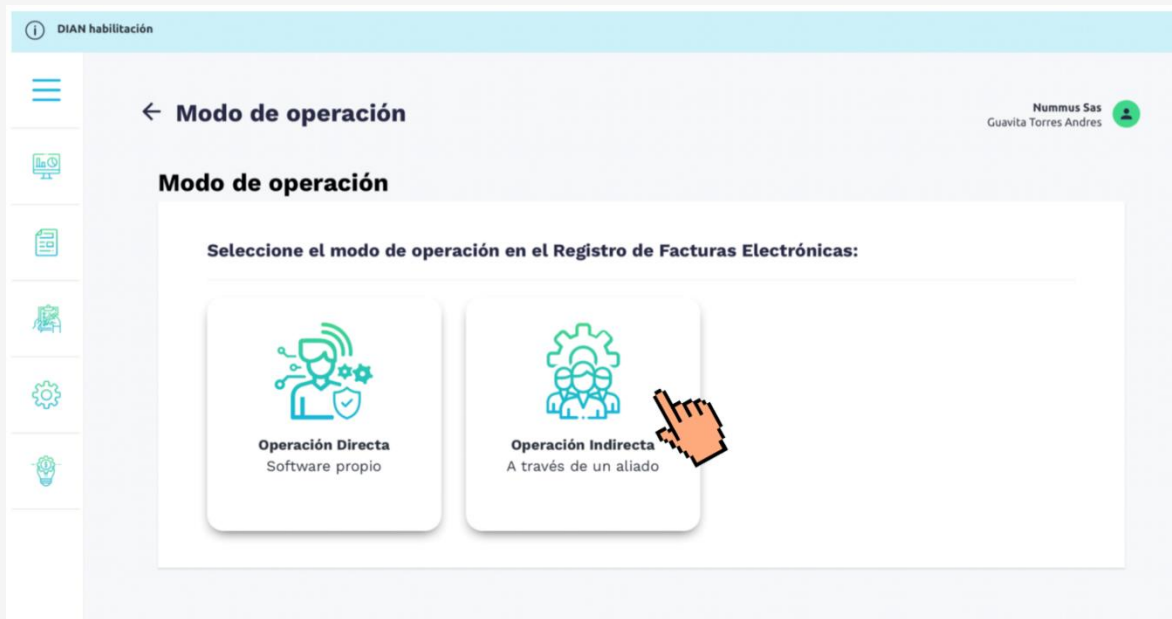 DIAN habilitación
← Modo de operación
Nummus Sas
Guavita Torres Andres
Modo de operación
Seleccione el modo de operación en el Registro de Facturas Electrónicas:
Operación Directa
Software propio
Operación Indirecta
A través de un aliado